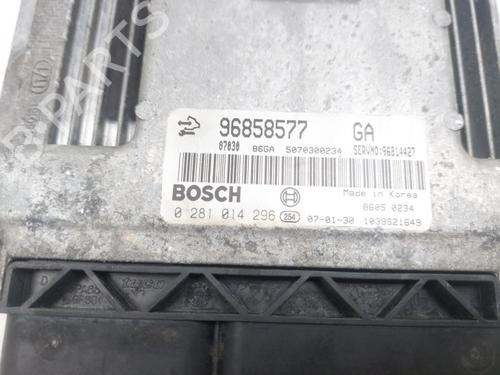 96858577 GA
07030 86GA 5070300234 SERVNO:96814427
BOSCH
Made in Korea
8605 0234
0 281 014 296 254 07-01-30 1039S21649
D